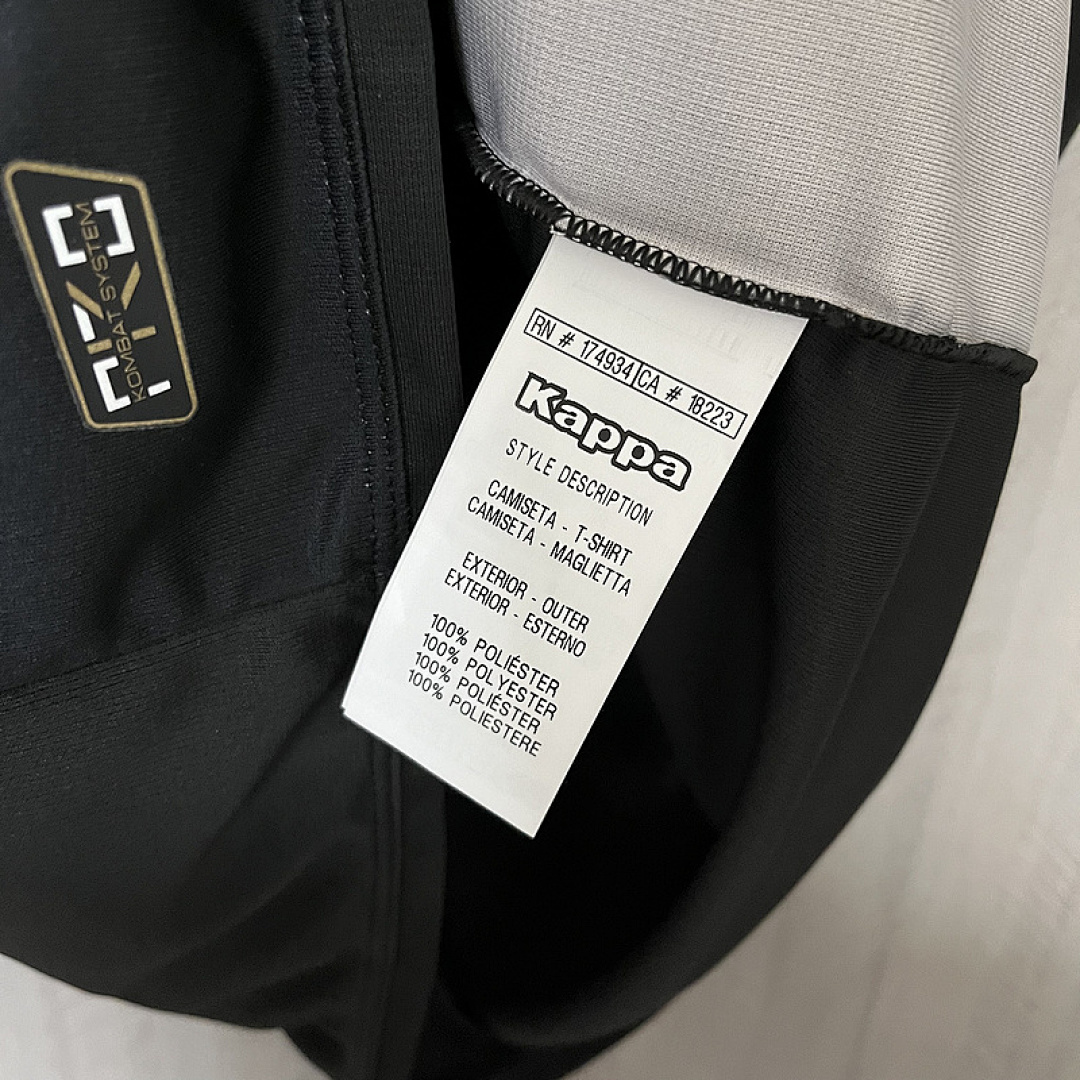 [K]
KOMBAT SYSTEM
RN # 174934 CA # 18223
Kappa
STYLE DESCRIPTION
CAMISETA - T-SHIRT
CAMISETA - MAGLIETTA
EXTERIOR - OUTER
EXTERIOR - ESTERNO
100% POLIÉSTER
100% POLYESTER
100% POLIÉSTER
100% POLIESTERE